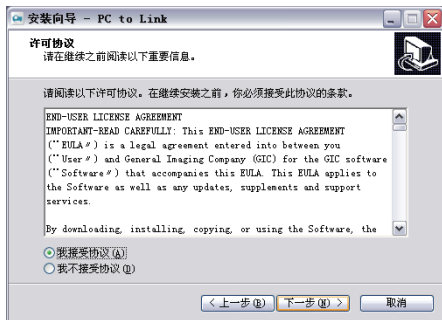 安装向导 - PC to Link
许可协议
请在继续之前阅读以下重要信息。
请阅读以下许可协议。在继续安装之前，你必须接受此协议的条款。
END-USER LICENSE AGREEMENT
IMPORTANT-READ CAREFULLY: This END-USER LICENSE AGREEMENT
(〝EULA〞) is a legal agreement entered into between you
(〝User〞) and General Imaging Company (GIC) for the GIC software
(〝Software〞) that accompanies this EULA. This EULA applies to
the Software as well as any updates, supplements and support
services.
By downloading, installing, copying, or using the Software, the
我接受协议(A)
我不接受协议(D)
< 上一步(B) 下一步(N) > 取消